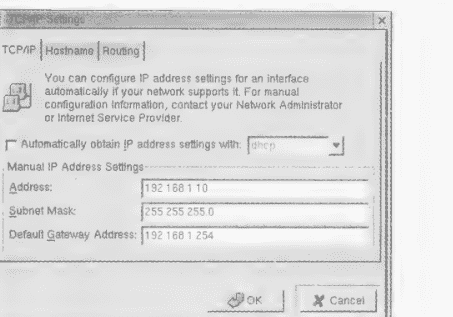 TCP/IP Settings
TCP/IP Hostname Routing
You can configure IP address settings for an interface
automatically if your network supports it. For manual
configuration information, contact your Network Administrator
or Internet Service Provider.
Automatically obtain IP address settings with: dhcp
Manual IP Address Settings
Address: 192 168 1 10
Subnet Mask: 255 255 255.0
Default Gateway Address: 192 168 1 254
OK Cancel